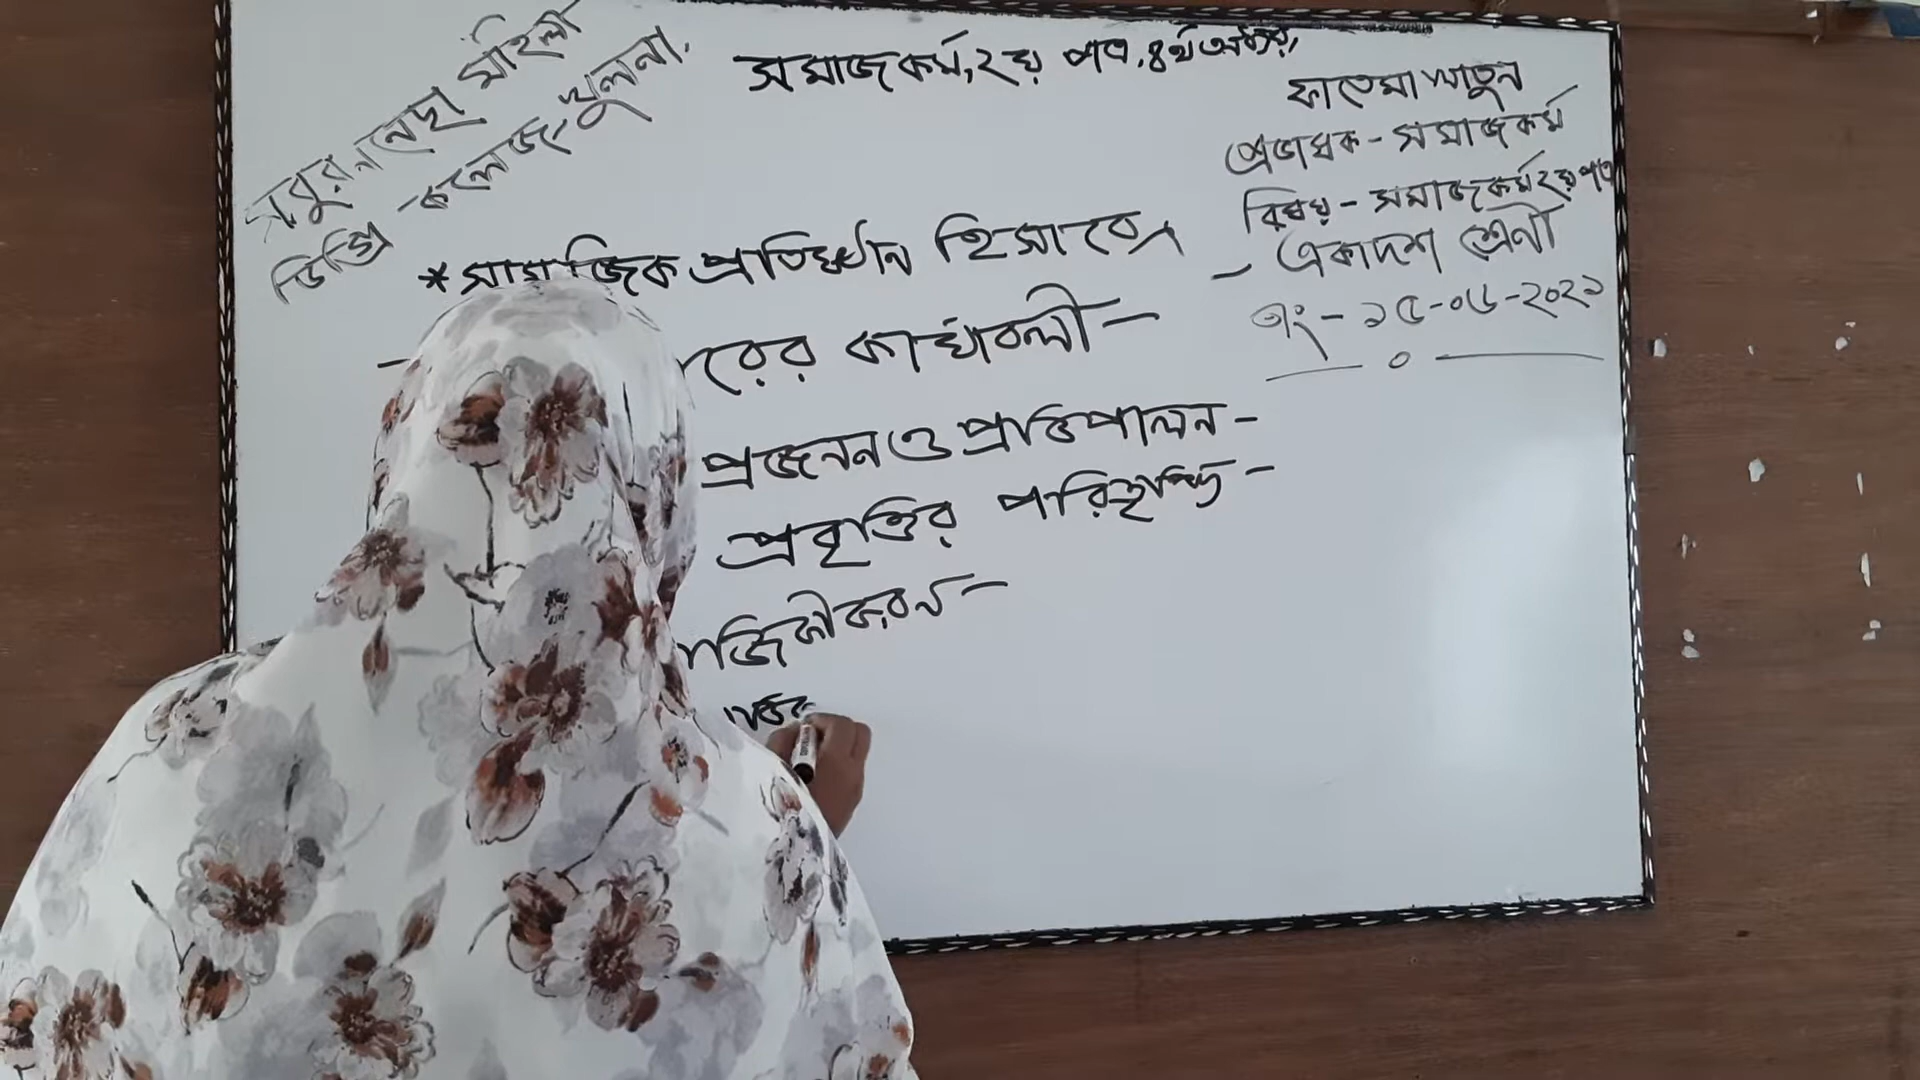 সবুরননেছা মহিলা
ডিগ্রি কলেজ, খুলনা.
সমাজকর্ম, ২য় পত্র, ৪র্থ অধ্যায়,
ফাতেমা খাতুন
প্রভাষক - সমাজকর্ম
বিষয় - সমাজকর্ম ২য় পত্র
- একাদশ শ্রেণী
তাং - ১৫-০৬-২০২১
* সামাজিক প্রতিষ্ঠান হিসাবে
রের কার্যাবলী -
প্রজনন ও প্রতিপালন -
প্রবৃত্তির পরিতৃপ্তি -
াজিকীকরণ -